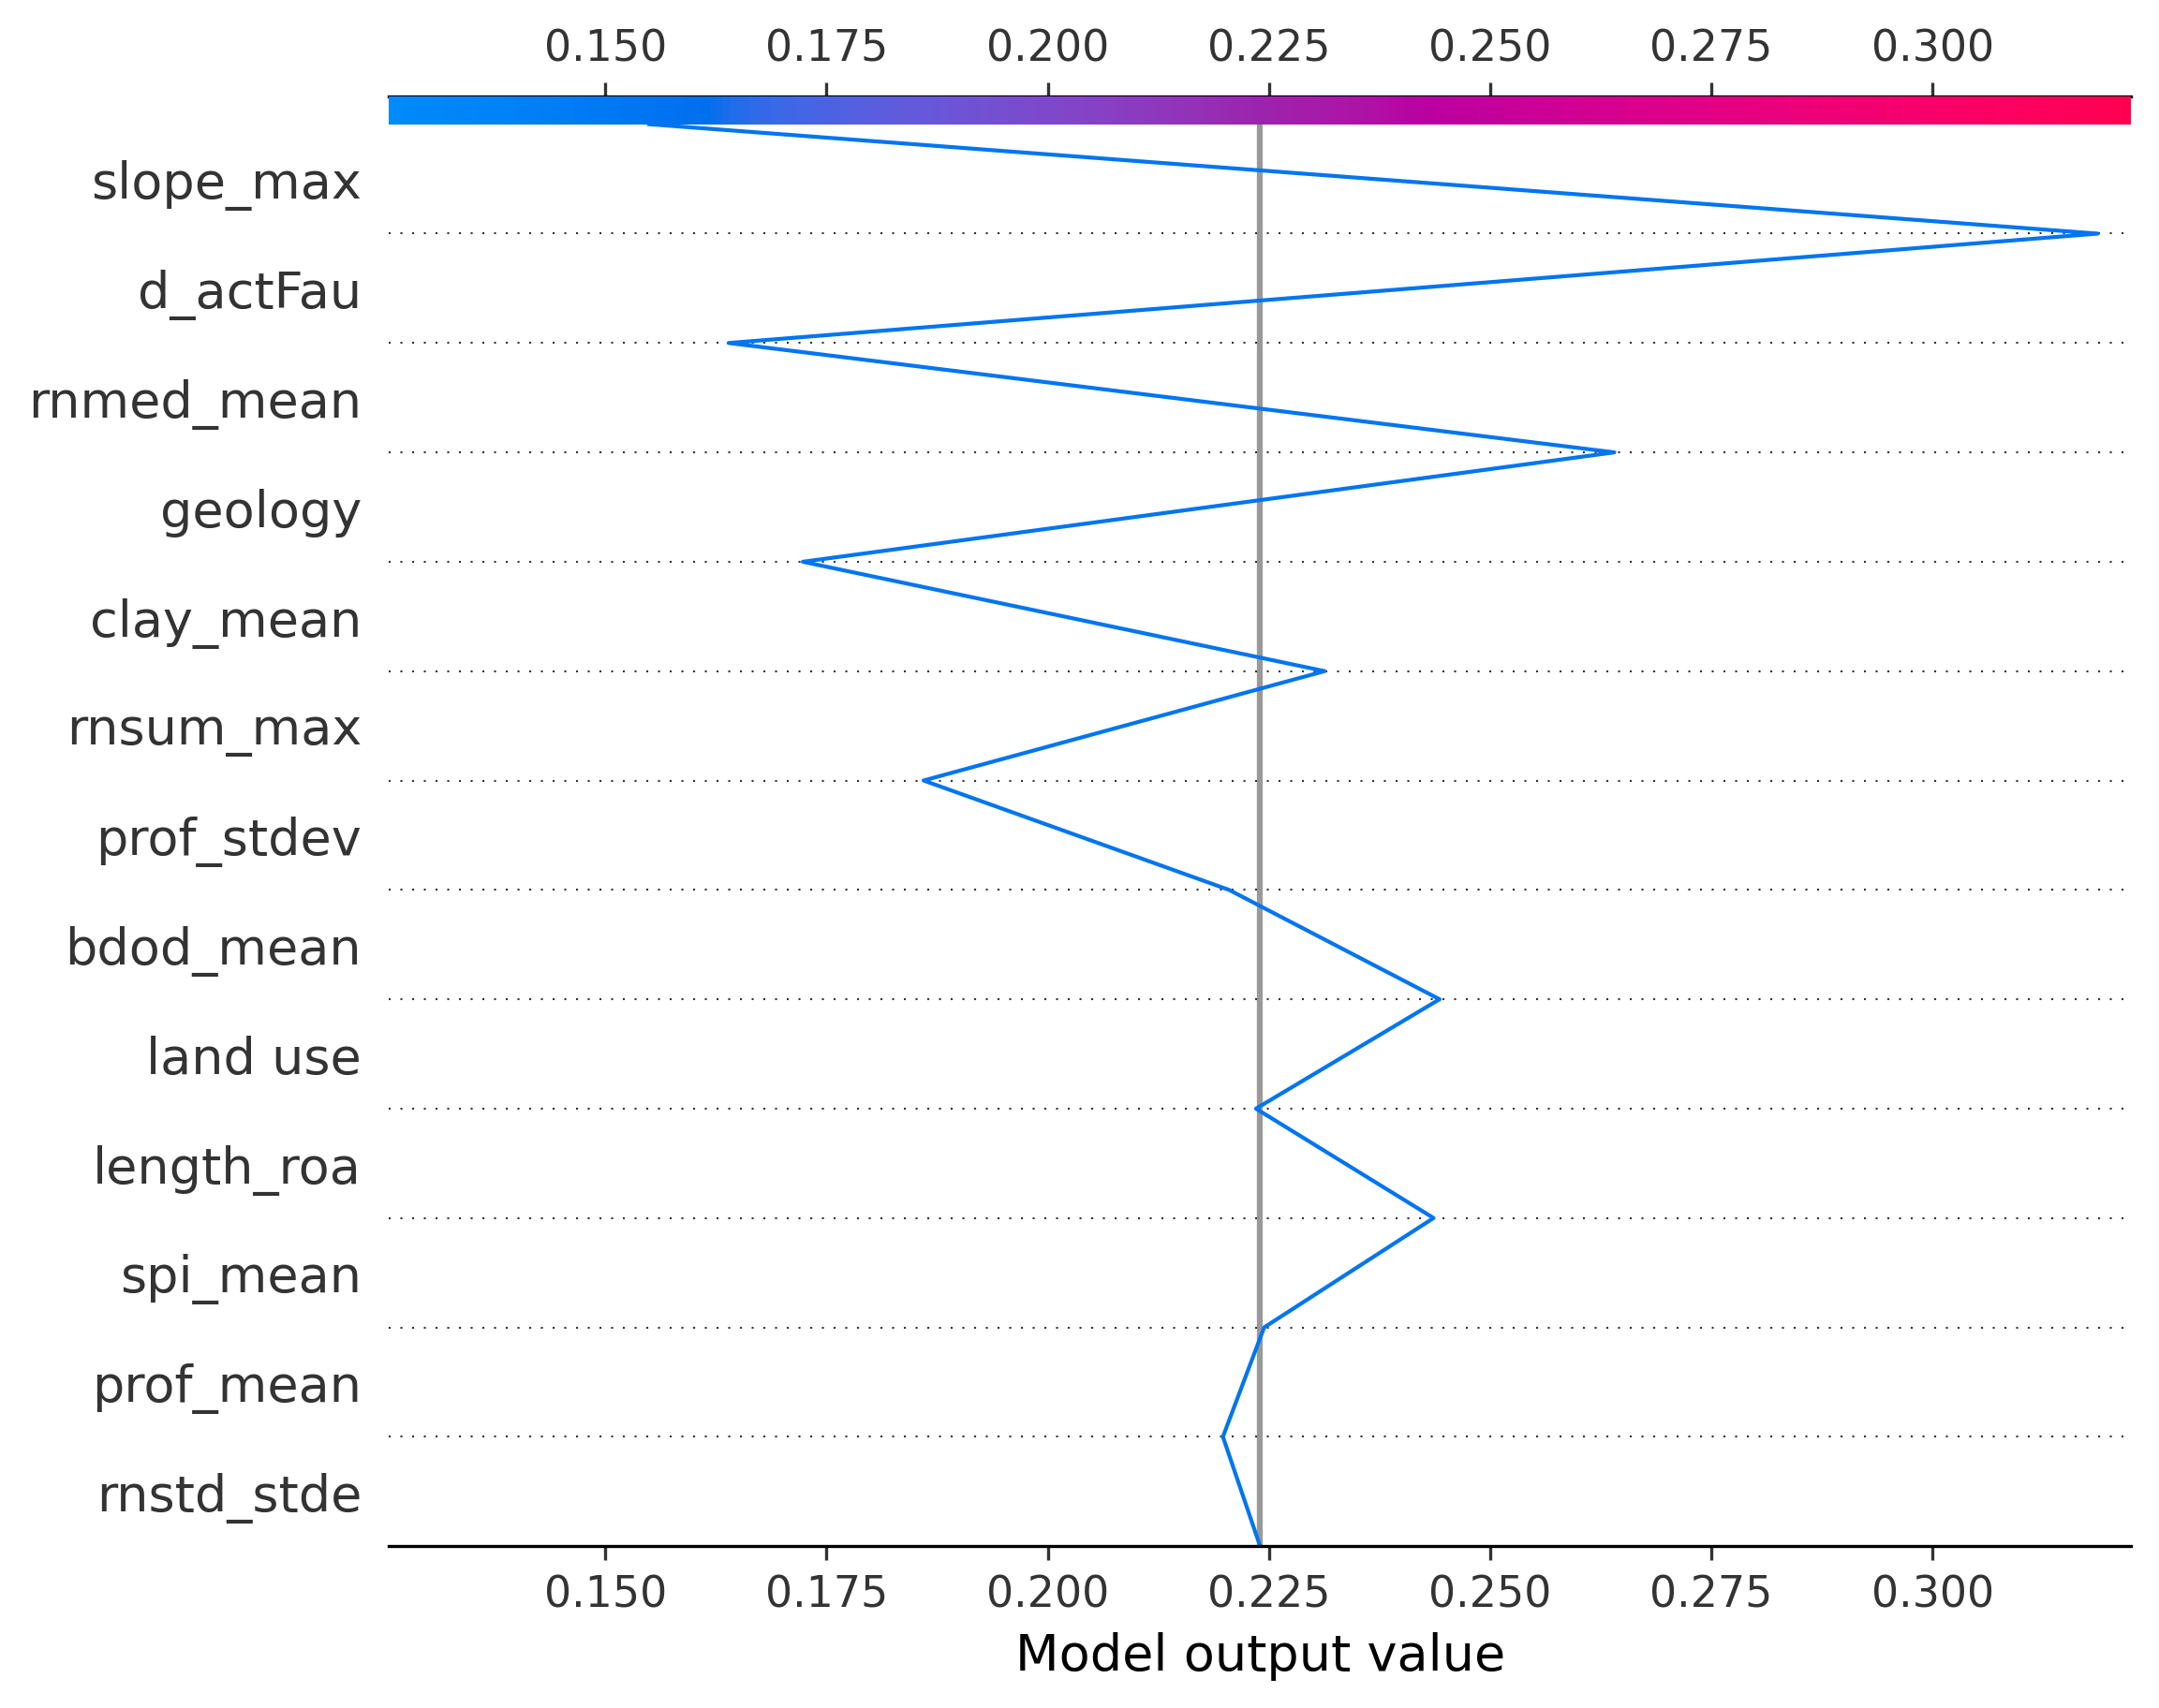 0.150 0.175 0.200 0.225 0.250 0.275 0.300
slope_max
d_actFau
rnmed_mean
geology
clay_mean
rnsum_max
prof_stdev
bdod_mean
land use
length_roa
spi_mean
prof_mean
rnstd_stde
0.150 0.175 0.200 0.225 0.250 0.275 0.300
Model output value